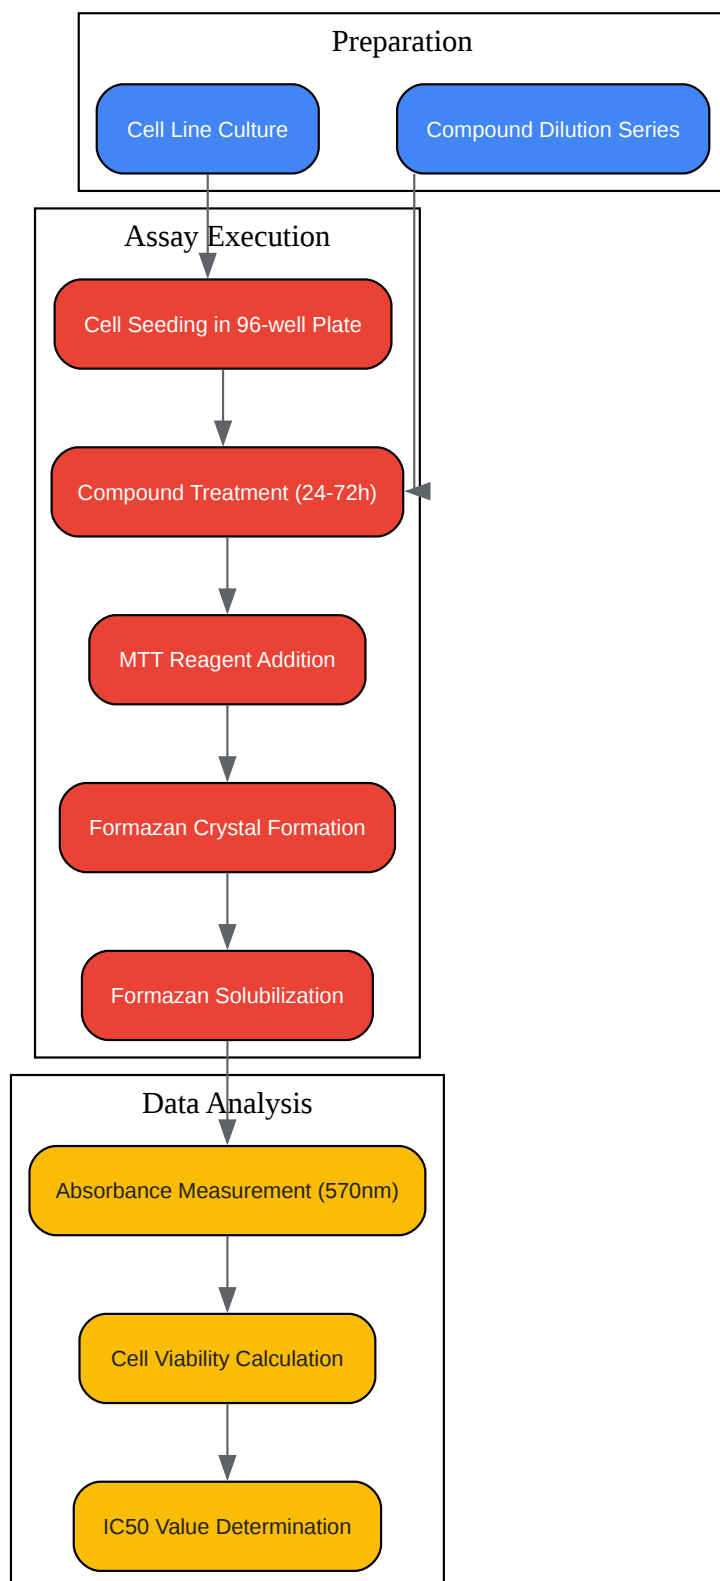 Preparation
Cell Line Culture
Compound Dilution Series
Assay Execution
Cell Seeding in 96-well Plate
Compound Treatment (24-72h)
MTT Reagent Addition
Formazan Crystal Formation
Formazan Solubilization
Data Analysis
Absorbance Measurement (570nm)
Cell Viability Calculation
IC50 Value Determination